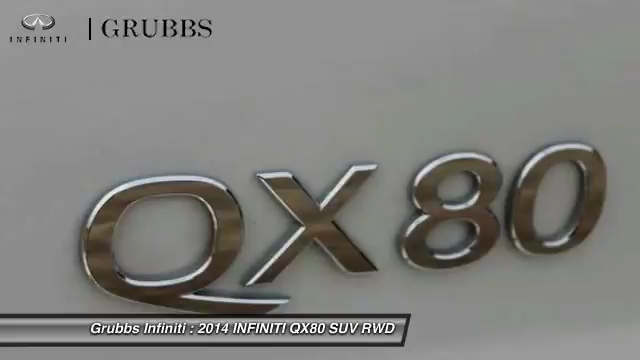 INFINITI | GRUBBS
QX80
Grubbs Infiniti : 2014 INFINITI QX80 SUV RWD